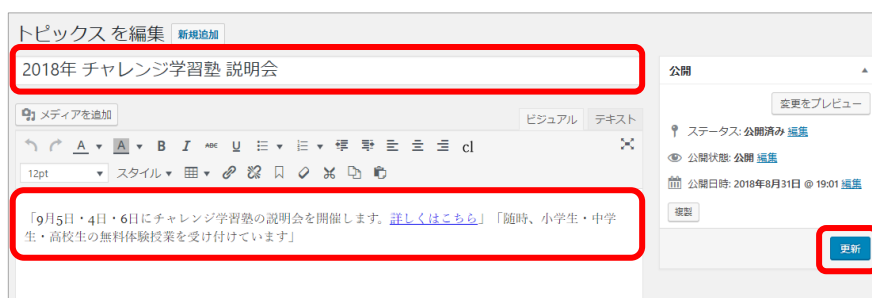 トピックス を編集 新規追加
2018年 チャレンジ学習塾 説明会
メディアを追加
ビジュアル テキスト
A A B I ABC U cl
12pt スタイル
「9月5日・4日・6日にチャレンジ学習塾の説明会を開催します。詳しくはこちら」「随時、小学生・中学
生・高校生の無料体験授業を受け付けています」
公開
変更をプレビュー
ステータス: 公開済み 編集
公開状態: 公開 編集
公開日時: 2018年8月31日 @ 19:01 編集
複製
更新